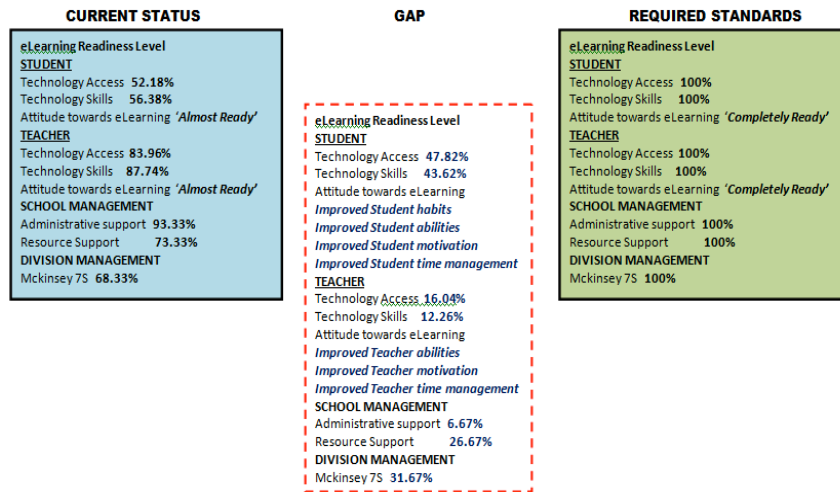 CURRENT STATUS
eLearning Readiness Level
STUDENT
Technology Access 52.18%
Technology Skills 56.38%
Attitude towards eLearning ‘Almost Ready’
TEACHER
Technology Access 83.96%
Technology Skills 87.74%
Attitude towards eLearning ‘Almost Ready’
SCHOOL MANAGEMENT
Administrative support 93.33%
Resource Support 73.33%
DIVISION MANAGEMENT
Mckinsey 7S 68.33%
GAP
eLearning Readiness Level
STUDENT
Technology Access 47.82%
Technology Skills 43.62%
Attitude towards eLearning
Improved Student habits
Improved Student abilities
Improved Student motivation
Improved Student time management
TEACHER
Technology Access 16.04%
Technology Skills 12.26%
Attitude towards eLearning
Improved Teacher abilities
Improved Teacher motivation
Improved Teacher time management
SCHOOL MANAGEMENT
Administrative support 6.67%
Resource Support 26.67%
DIVISION MANAGEMENT
Mckinsey 7S 31.67%
REQUIRED STANDARDS
eLearning Readiness Level
STUDENT
Technology Access 100%
Technology Skills 100%
Attitude towards eLearning ‘Completely Ready’
TEACHER
Technology Access 100%
Technology Skills 100%
Attitude towards eLearning ‘Completely Ready’
SCHOOL MANAGEMENT
Administrative support 100%
Resource Support 100%
DIVISION MANAGEMENT
Mckinsey 7S 100%